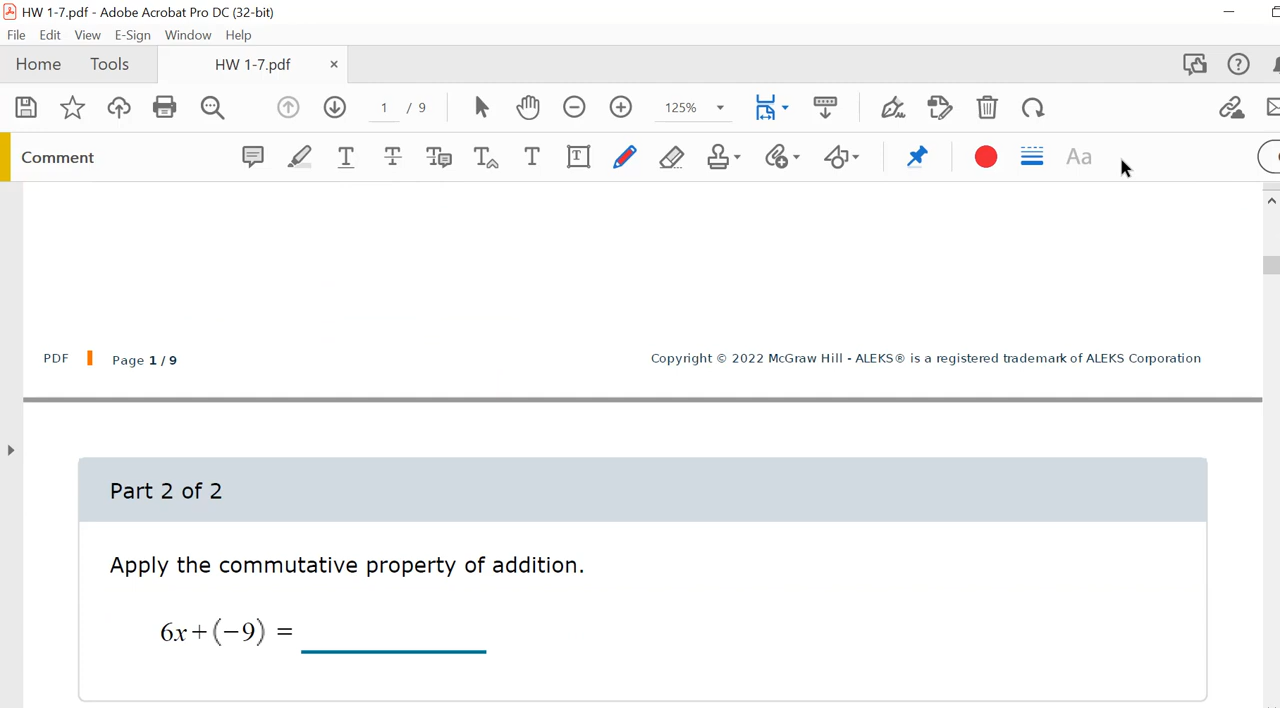 HW 1-7.pdf - Adobe Acrobat Pro DC (32-bit)
File Edit View E-Sign Window Help
Home Tools HW 1-7.pdf ×
1 / 9 125%
Comment T T T T T T Aa
PDF Page 1 / 9 Copyright © 2022 McGraw Hill - ALEKS® is a registered trademark of ALEKS Corporation
Part 2 of 2
Apply the commutative property of addition.
6x+(−9) =